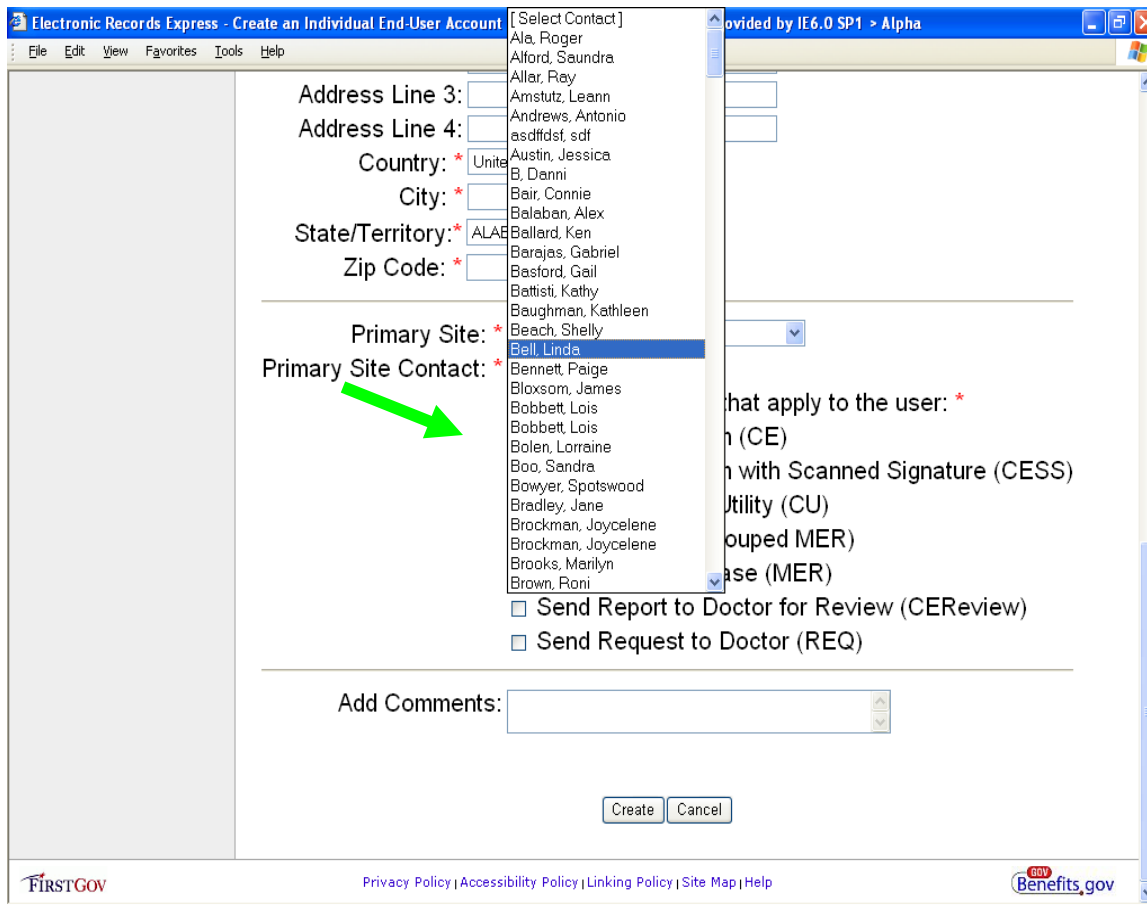 Electronic Records Express - Create an Individual End-User Account
ovided by IE6.0 SP1 > Alpha
File Edit View Favorites Tools Help
[ Select Contact ]
Ala, Roger
Alford, Saundra
Allar, Ray
Amstutz, Leann
Andrews, Antonio
asdffdsf, sdf
Austin, Jessica
B, Danni
Bair, Connie
Balaban, Alex
Ballard, Ken
Barajas, Gabriel
Basford, Gail
Battisti, Kathy
Baughman, Kathleen
Beach, Shelly
Bell, Linda
Bennett, Paige
Bloxsom, James
Bobbett, Lois
Bobbett, Lois
Bolen, Lorraine
Boo, Sandra
Bowyer, Spotswood
Bradley, Jane
Brockman, Joycelene
Brockman, Joycelene
Brooks, Marilyn
Brown, Roni
Address Line 3:
Address Line 4:
Country: * Unite
City: *
State/Territory:* ALAB
Zip Code: *
Primary Site: *
Primary Site Contact: *
that apply to the user: *
n (CE)
n with Scanned Signature (CESS)
Utility (CU)
ouped MER)
ase (MER)
Send Report to Doctor for Review (CEReview)
Send Request to Doctor (REQ)
Add Comments:
Create Cancel
FIRSTGOV
Privacy Policy | Accessibility Policy | Linking Policy | Site Map | Help
GOV
Benefits.gov